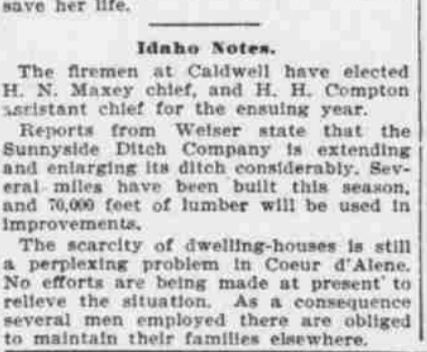 save her life.
Idaho Notes.
The firemen at Caldwell have elected
H. N. Maxey chief, and H. H. Compton
assistant chief for the ensuing year.
Reports from Weiser state that the
Sunnyside Ditch Company is extending
and enlarging its ditch considerably. Sev-
eral miles have been built this season,
and 70,000 feet of lumber will be used in
improvements.
The scarcity of dwelling-houses is still
a perplexing problem in Coeur d'Alene.
No efforts are being made at present to
relieve the situation. As a consequence
several men employed there are obliged
to maintain their families elsewhere.